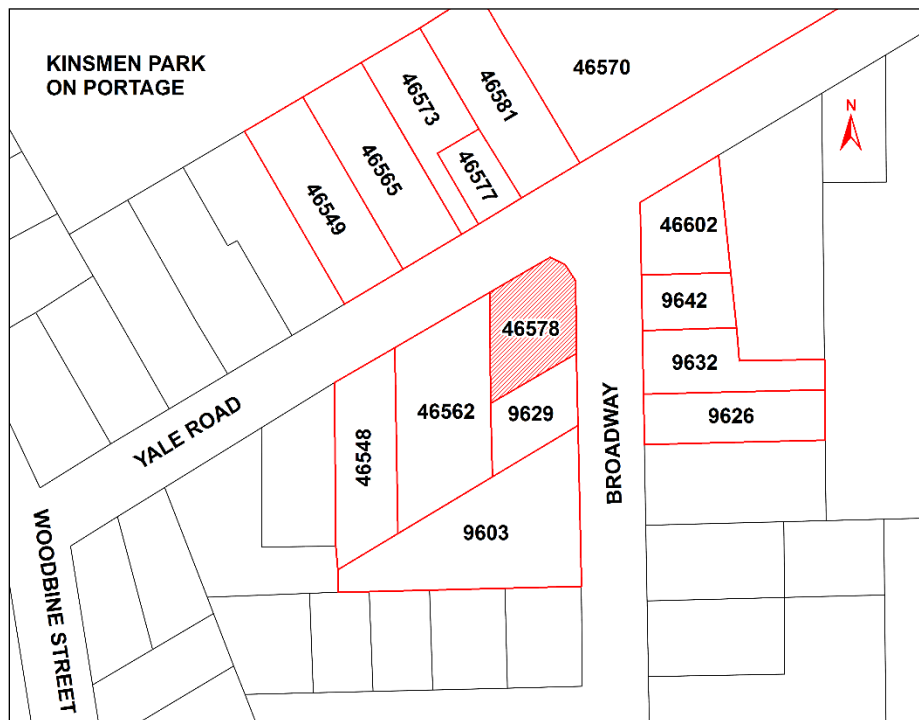 KINSMEN PARK
ON PORTAGE
46570
46573
46581
46577
46565
46549
N
46602
9642
9632
9626
46578
9629
46562
46548
9603
YALE ROAD
BROADWAY
WOODBINE STREET